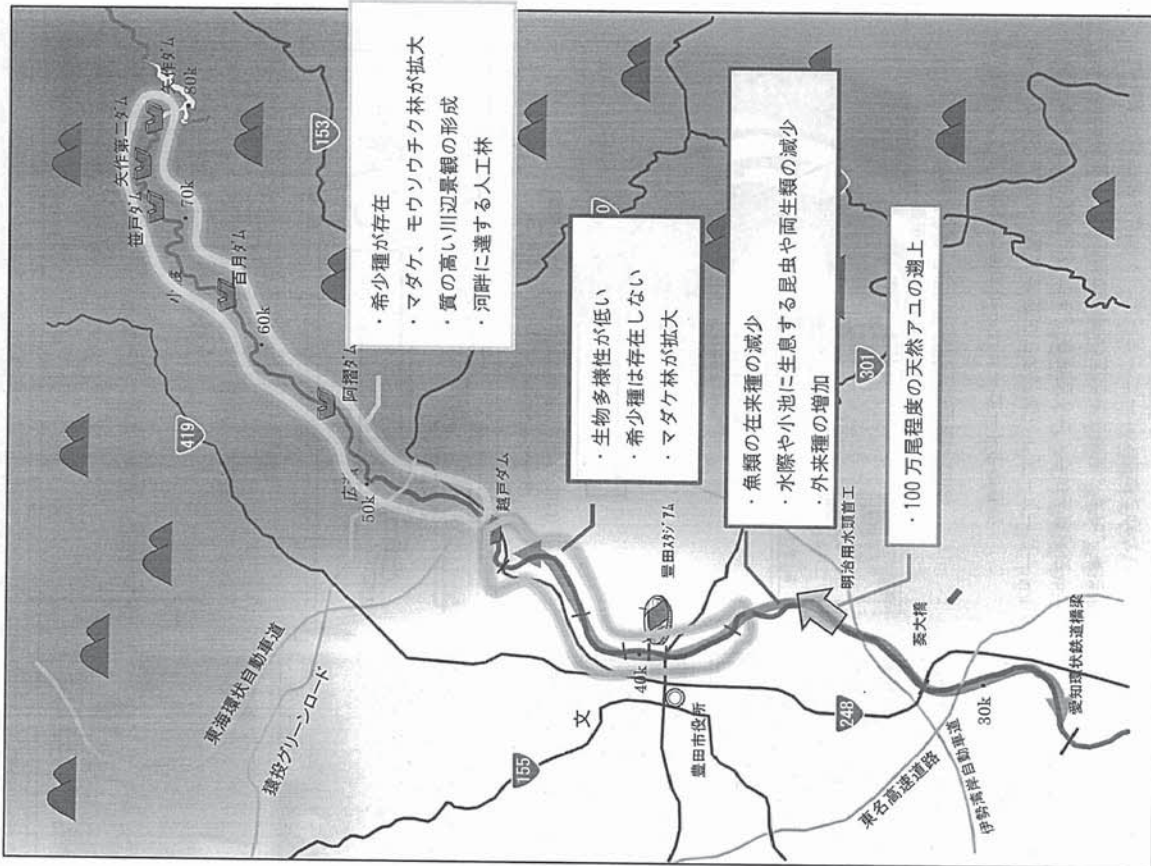 矢作ダム
80k
矢作第二ダム
笹戸ダム
70k
百月ダム
60k
阿摺ダム
50k
越戸ダム
153
419
・希少種が存在
・マダケ、モウソウチク林が拡大
・質の高い川辺景観の形成
・河畔に達する人工林
・生物多様性が低い
・希少種は存在しない
・マダケ林が拡大
・魚類の在来種の減少
・水際や小池に生息する昆虫や両生類の減少
・外来種の増加
301
・100万尾程度の天然アユの遡上
東海環状自動車道
猿投グリーンロード
豊田スタジアム
40k
豊田市役所
文
155
248
明治用水頭首工
葵大橋
30k
愛知環状鉄道橋梁
東名高速道路
伊勢湾岸自動車道